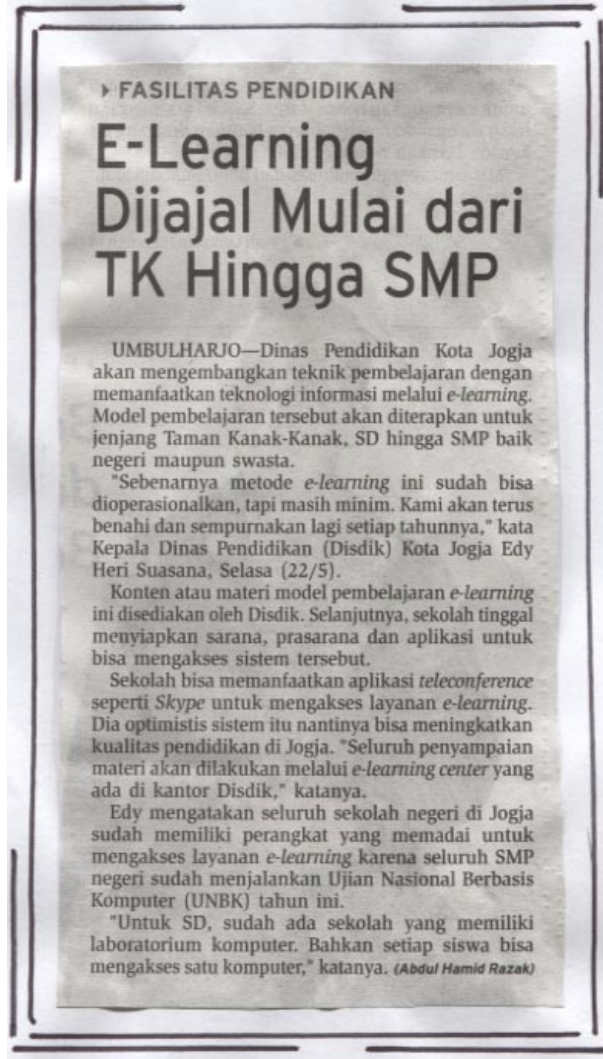 FASILITAS PENDIDIKAN
E-Learning
Dijajal Mulai dari
TK Hingga SMP
UMBULHARJO—Dinas Pendidikan Kota Jogja
akan mengembangkan teknik pembelajaran dengan
memanfaatkan teknologi informasi melalui e-learning.
Model pembelajaran tersebut akan diterapkan untuk
jenjang Taman Kanak-Kanak, SD hingga SMP baik
negeri maupun swasta.
"Sebenarnya metode e-learning ini sudah bisa
dioperasionalkan, tapi masih minim. Kami akan terus
benahi dan sempurnakan lagi setiap tahunnya," kata
Kepala Dinas Pendidikan (Disdik) Kota Jogja Edy
Heri Suasana, Selasa (22/5).
Konten atau materi model pembelajaran e-learning
ini disediakan oleh Disdik. Selanjutnya, sekolah tinggal
menyiapkan sarana, prasarana dan aplikasi untuk
bisa mengakses sistem tersebut.
Sekolah bisa memanfaatkan aplikasi teleconference
seperti Skype untuk mengakses layanan e-learning.
Dia optimistis sistem itu nantinya bisa meningkatkan
kualitas pendidikan di Jogja. "Seluruh penyampaian
materi akan dilakukan melalui e-learning center yang
ada di kantor Disdik," katanya.
Edy mengatakan seluruh sekolah negeri di Jogja
sudah memiliki perangkat yang memadai untuk
mengakses layanan e-learning karena seluruh SMP
negeri sudah menjalankan Ujian Nasional Berbasis
Komputer (UNBK) tahun ini.
"Untuk SD, sudah ada sekolah yang memiliki
laboratorium komputer. Bahkan setiap siswa bisa
mengakses satu komputer," katanya. (Abdul Hamid Razak)